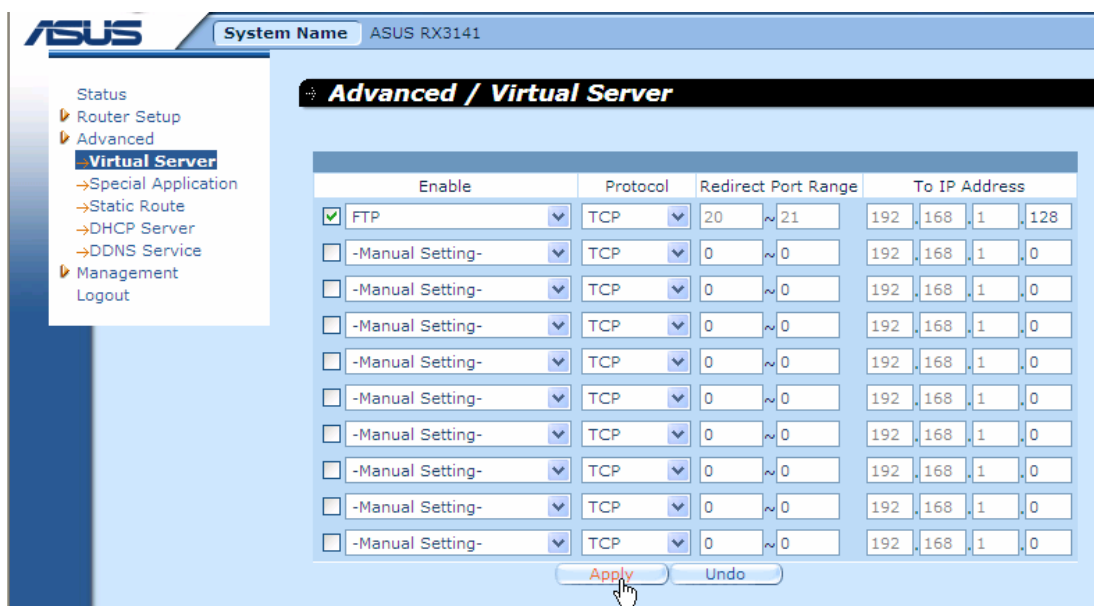 ASUS
System Name ASUS RX3141
Status
Router Setup
Advanced
→Virtual Server
→Special Application
→Static Route
→DHCP Server
→DDNS Service
Management
Logout
Advanced / Virtual Server
Enable Protocol Redirect Port Range To IP Address
FTP TCP 20 ~ 21 192 . 168 . 1 . 128
-Manual Setting- TCP 0 ~ 0 192 . 168 . 1 . 0
-Manual Setting- TCP 0 ~ 0 192 . 168 . 1 . 0
-Manual Setting- TCP 0 ~ 0 192 . 168 . 1 . 0
-Manual Setting- TCP 0 ~ 0 192 . 168 . 1 . 0
-Manual Setting- TCP 0 ~ 0 192 . 168 . 1 . 0
-Manual Setting- TCP 0 ~ 0 192 . 168 . 1 . 0
-Manual Setting- TCP 0 ~ 0 192 . 168 . 1 . 0
-Manual Setting- TCP 0 ~ 0 192 . 168 . 1 . 0
-Manual Setting- TCP 0 ~ 0 192 . 168 . 1 . 0
Apply Undo